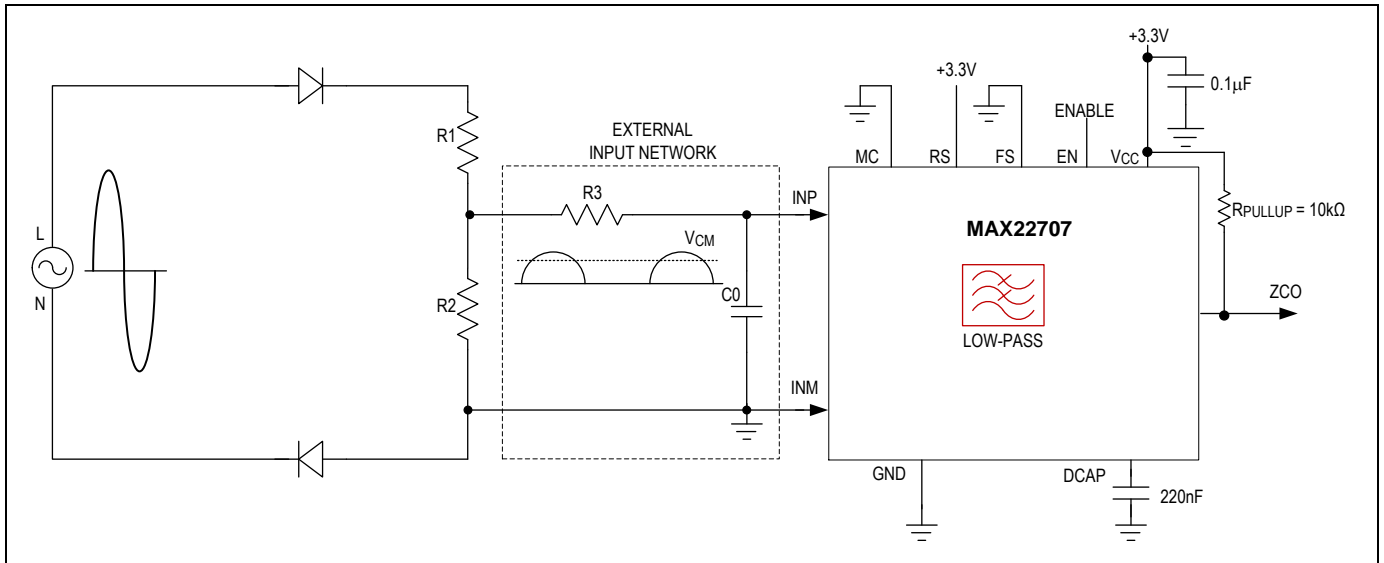 +3.3V
0.1μF
+3.3V
ENABLE
MC
RS
FS
EN
VCC
R1
EXTERNAL
INPUT NETWORK
R3
INP
RPULLUP = 10kΩ
MAX22707
L
N
VCM
R2
C0
ZCO
LOW-PASS
INM
GND
DCAP
220nF